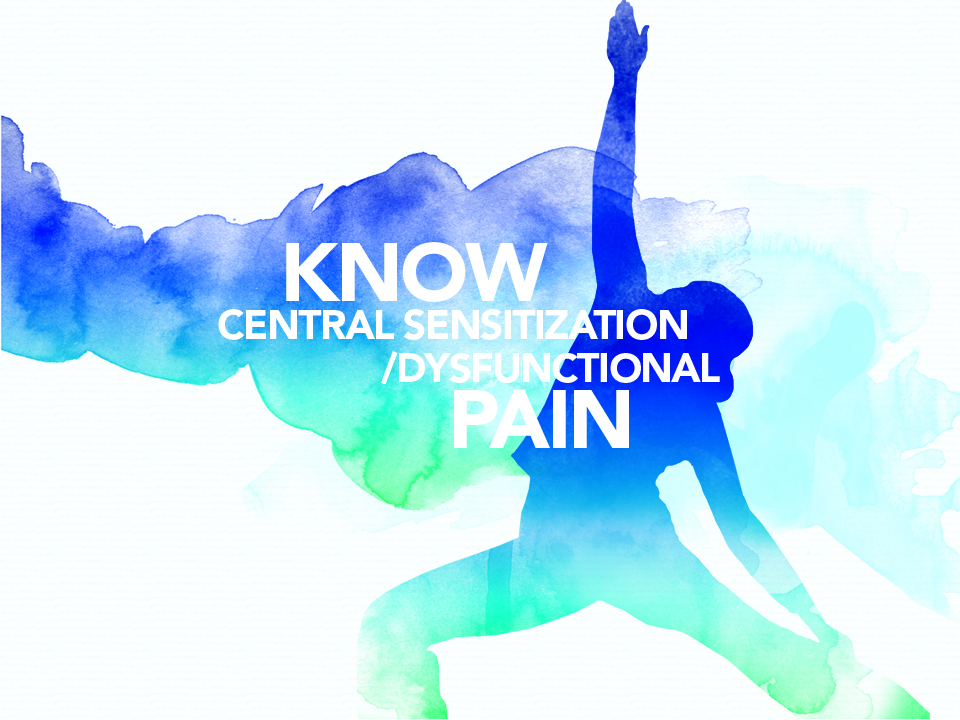 KNOW
CENTRAL SENSITIZATION
/DYSFUNCTIONAL
PAIN